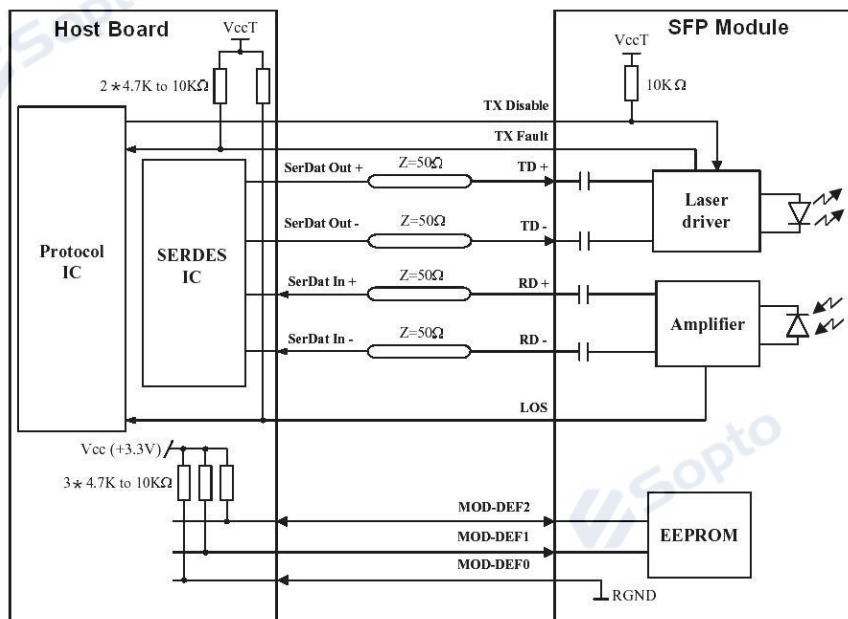 Host Board
SFP Module
VccT
VccT
2*4.7K to 10KΩ
10KΩ
TX Disable
TX Fault
SerDat Out +
Z=50Ω
TD +
SerDat Out -
Z=50Ω
TD -
Laser
driver
Protocol
IC
SERDES
IC
SerDat In +
Z=50Ω
RD +
SerDat In -
Z=50Ω
RD -
Amplifier
LOS
Vcc (+3.3V)
3*4.7K to 10KΩ
MOD-DEF2
MOD-DEF1
MOD-DEF0
EEPROM
RGND
Sopto
Sopto